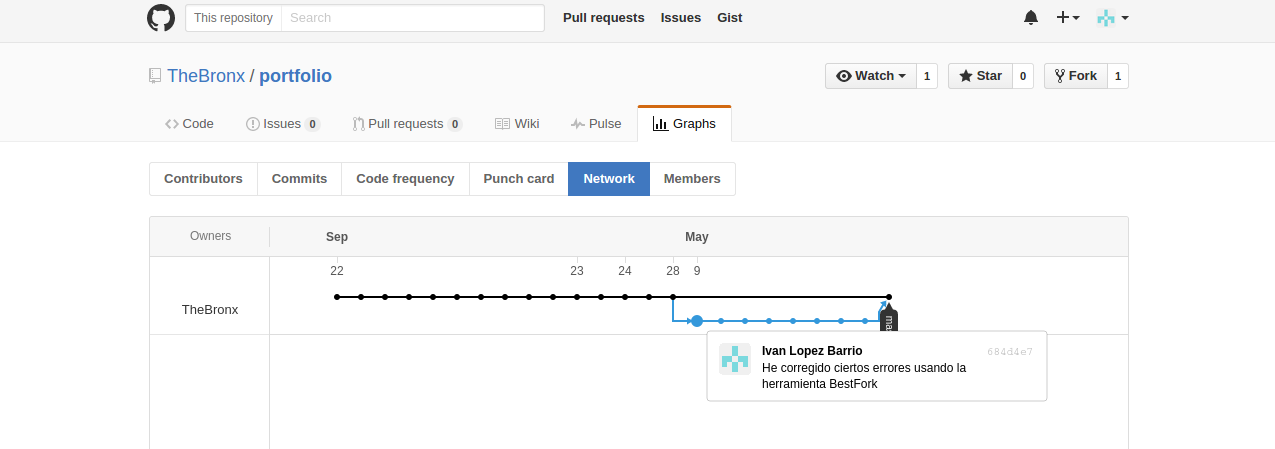 This repository Search Pull requests Issues Gist
TheBronx / portfolio Watch 1 Star 0 Fork 1
Code Issues 0 Pull requests 0 Wiki Pulse Graphs
Contributors Commits Code frequency Punch card Network Members
Owners Sep May
22 23 24 28 9
TheBronx
ma
Ivan Lopez Barrio 684d4e7
He corregido ciertos errores usando la
herramienta BestFork